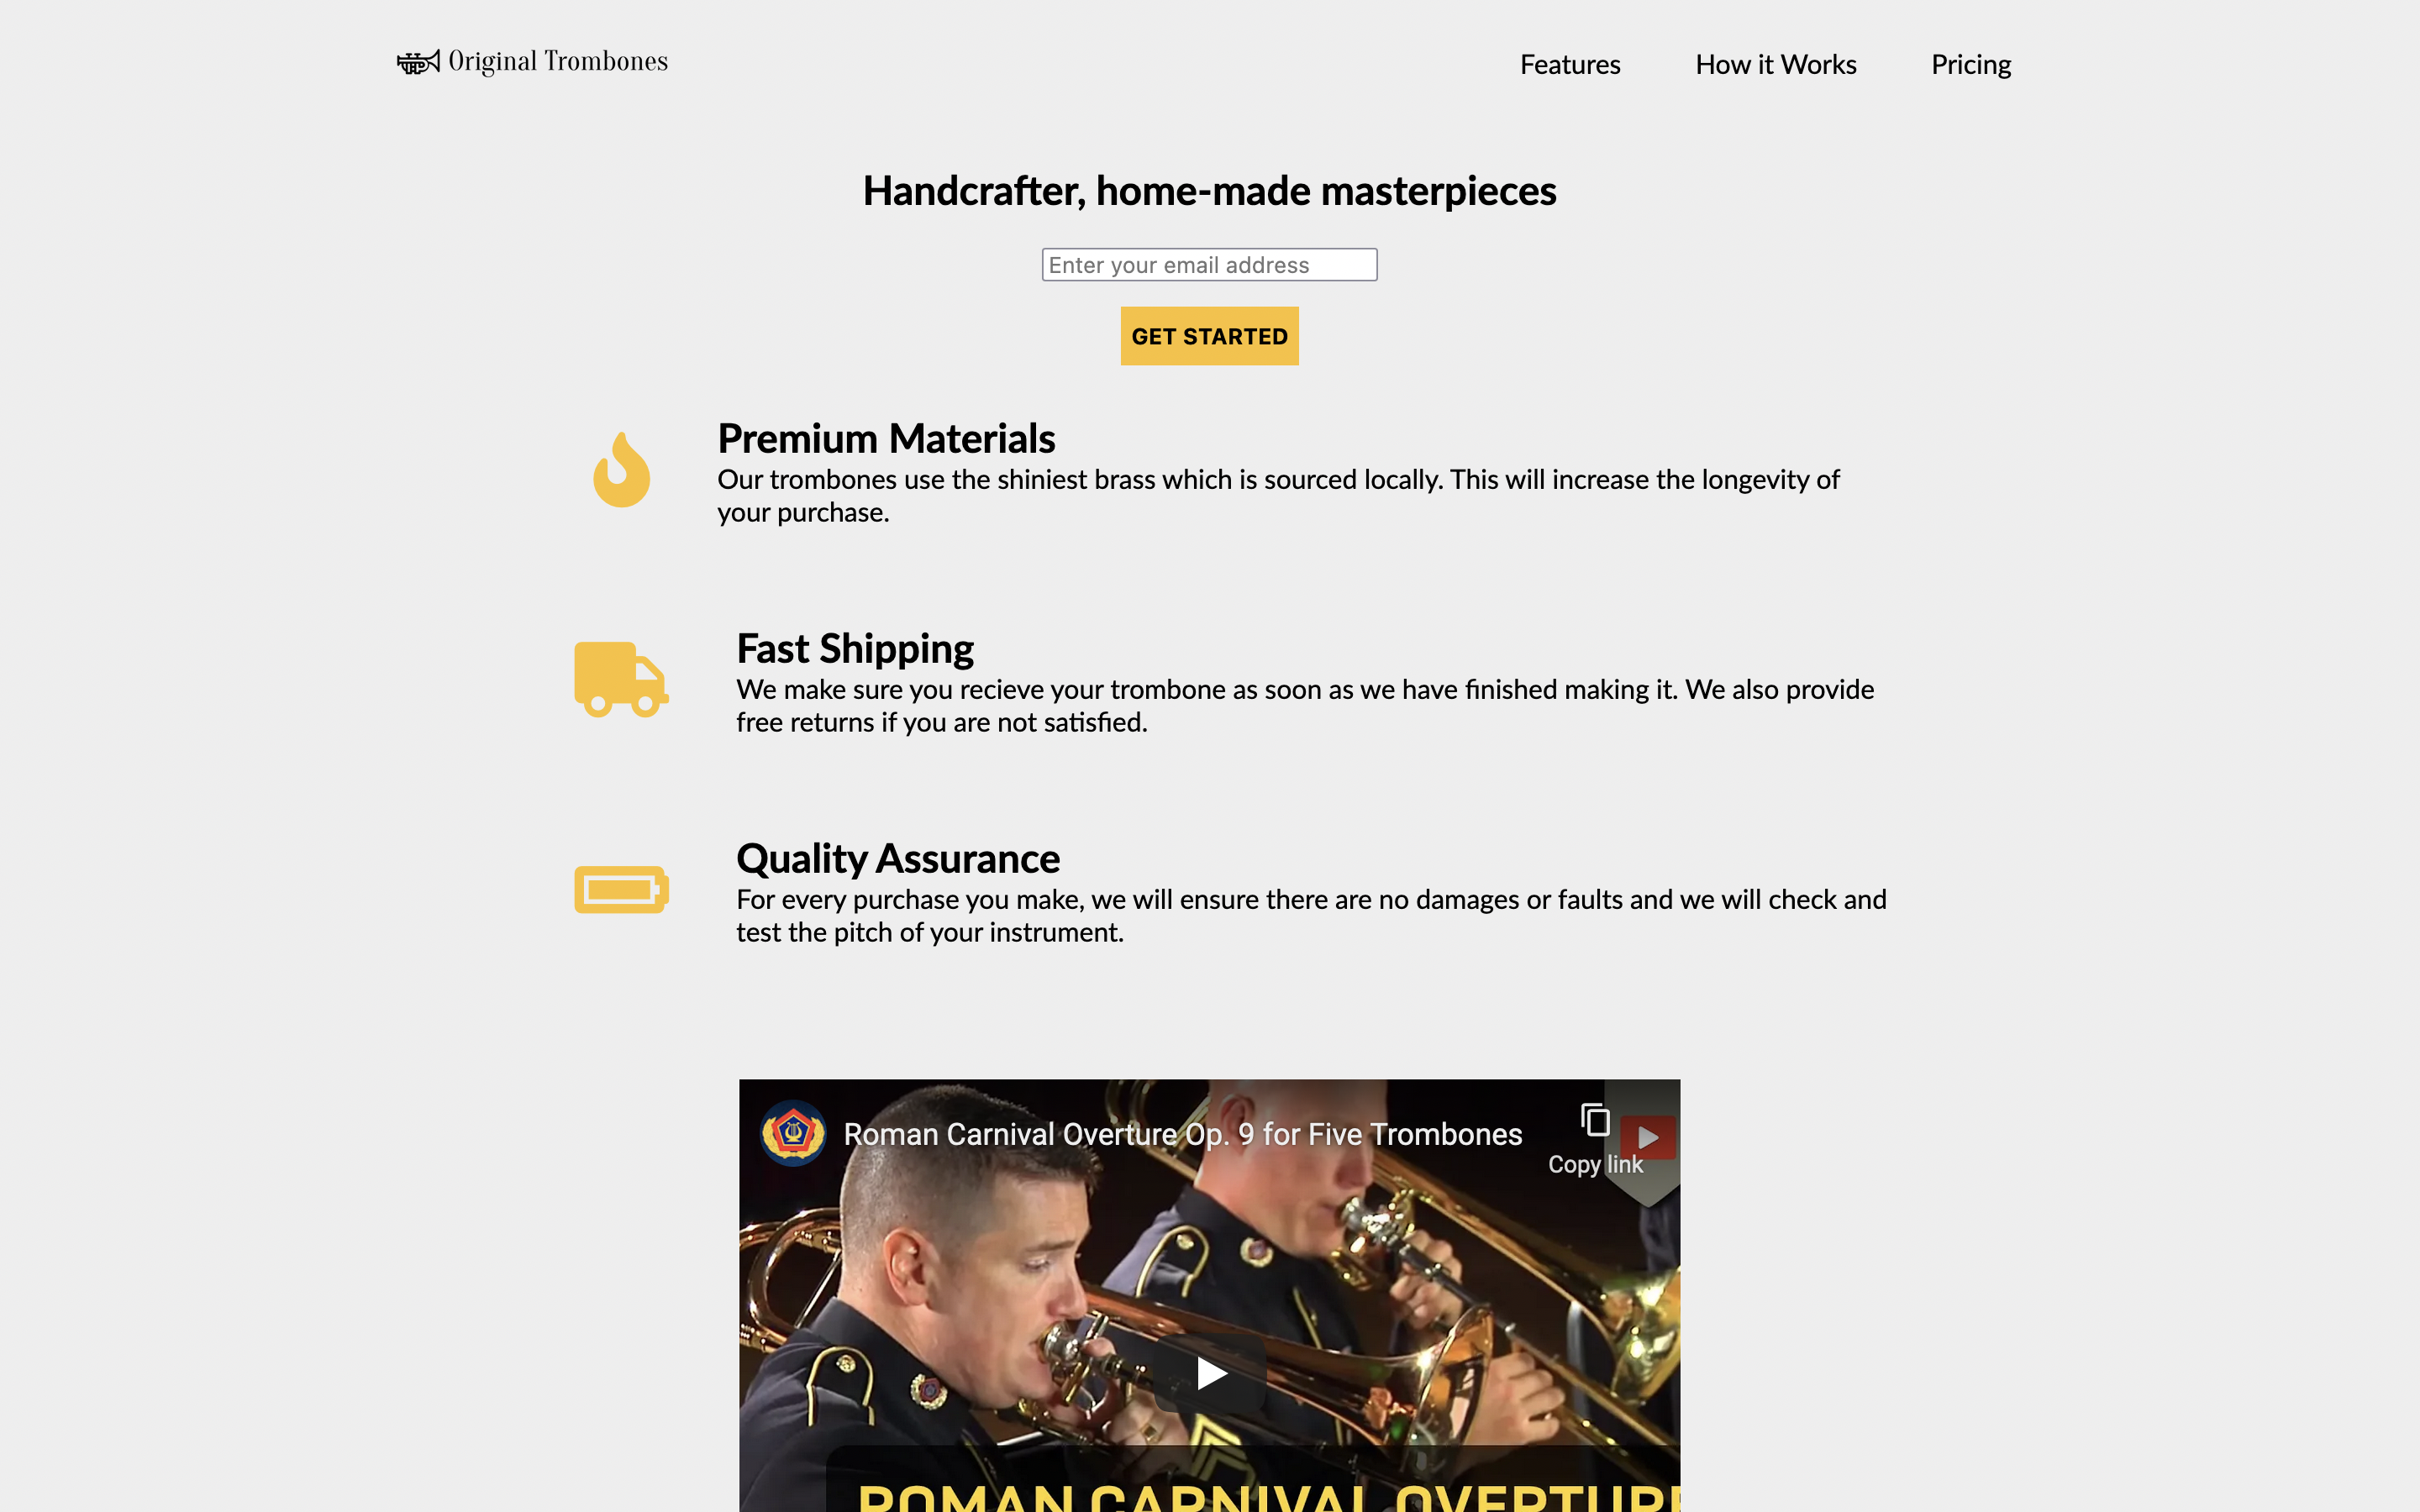 Original Trombones
Features
How it Works
Pricing
Handcrafter, home-made masterpieces
Enter your email address
GET STARTED
Premium Materials
Our trombones use the shiniest brass which is sourced locally. This will increase the longevity of
your purchase.
Fast Shipping
We make sure you recieve your trombone as soon as we have finished making it. We also provide
free returns if you are not satisfied.
Quality Assurance
For every purchase you make, we will ensure there are no damages or faults and we will check and
test the pitch of your instrument.
Roman Carnival Overture Op. 9 for Five Trombones
Copy link
ROMAN CARNIVAL OVERTURE